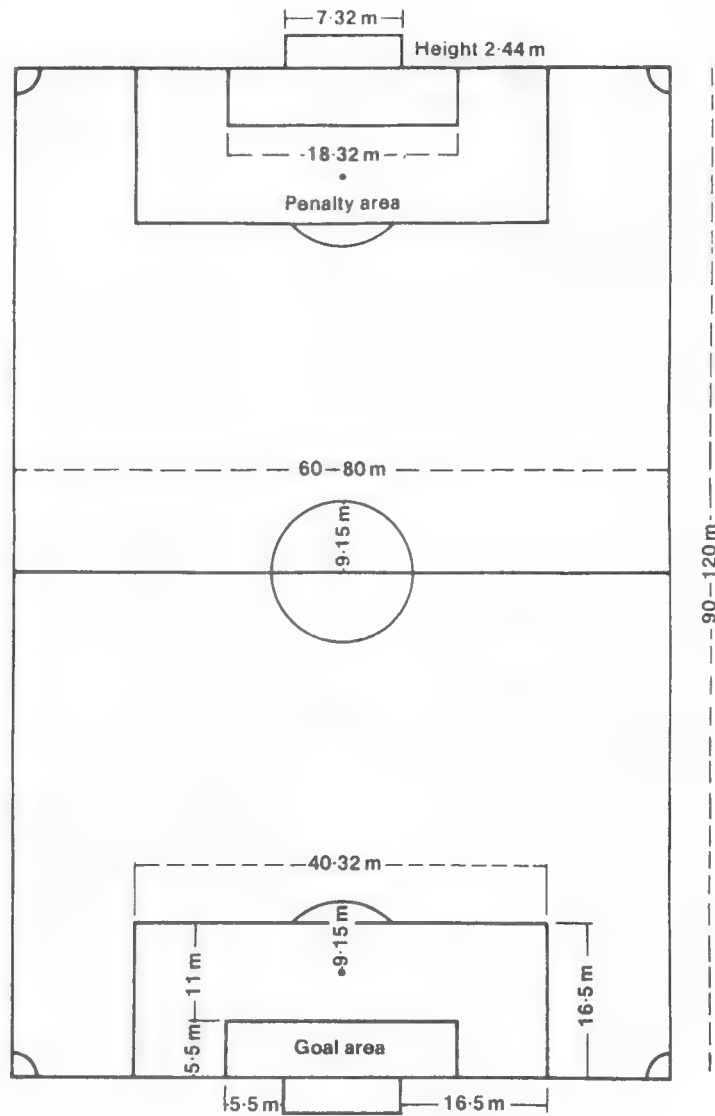 7·32 m
Height 2·44 m
18·32 m
Penalty area
60–80 m
9·15 m
90–120 m
40·32 m
9·15 m
11 m
16·5 m
5·5 m
Goal area
5·5 m
16·5 m